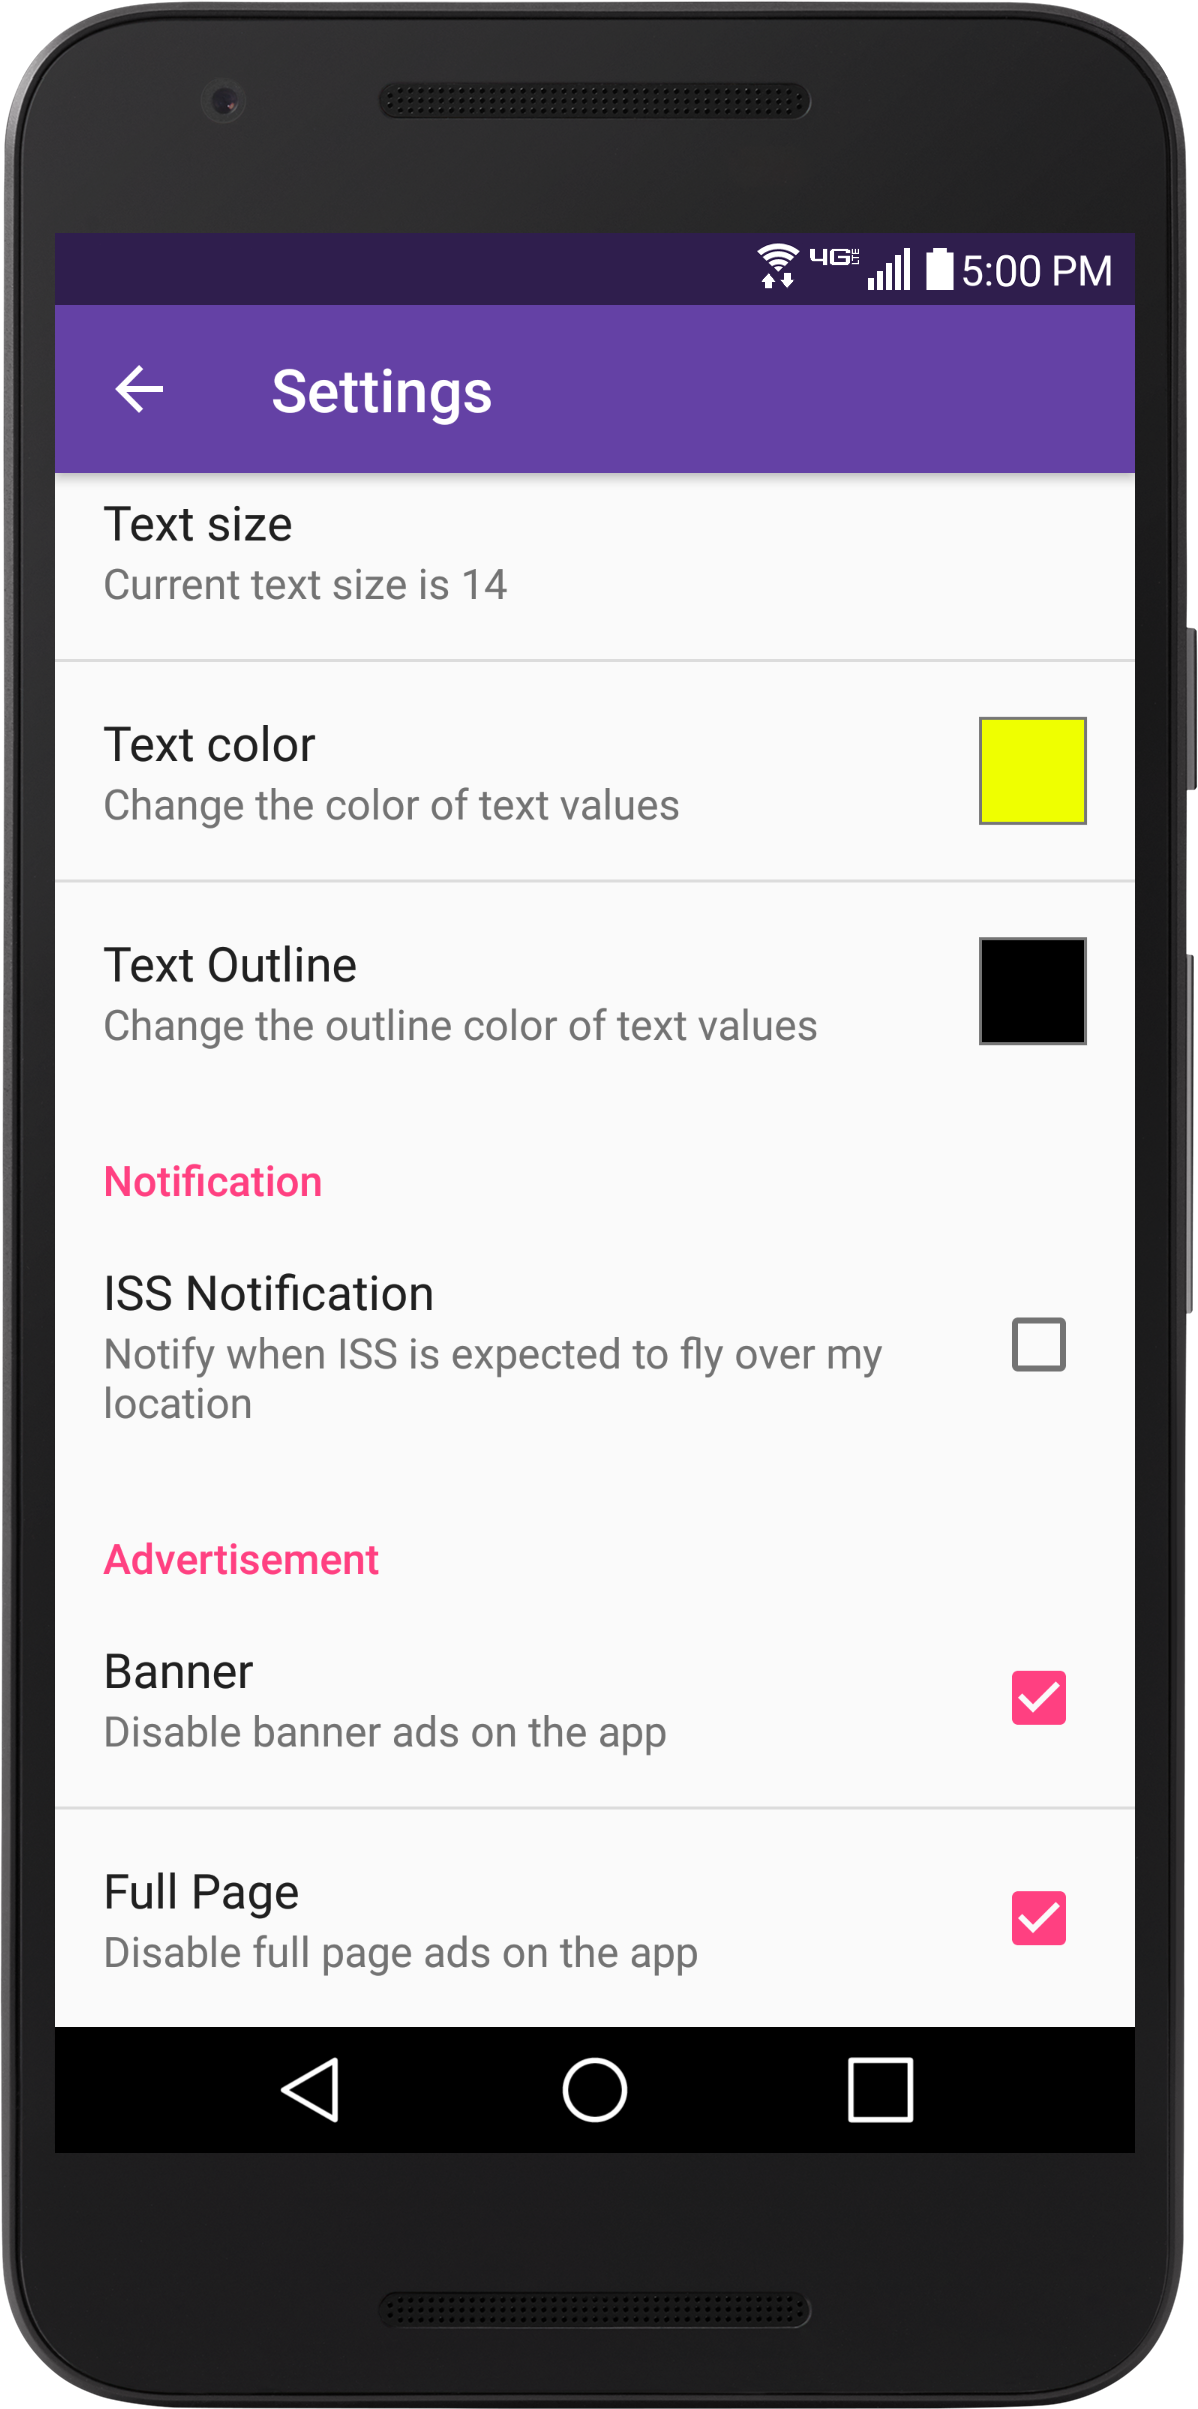 4G LTE 5:00 PM
Settings
Text size
Current text size is 14
Text color
Change the color of text values
Text Outline
Change the outline color of text values
Notification
ISS Notification
Notify when ISS is expected to fly over my
location
Advertisement
Banner
Disable banner ads on the app
Full Page
Disable full page ads on the app